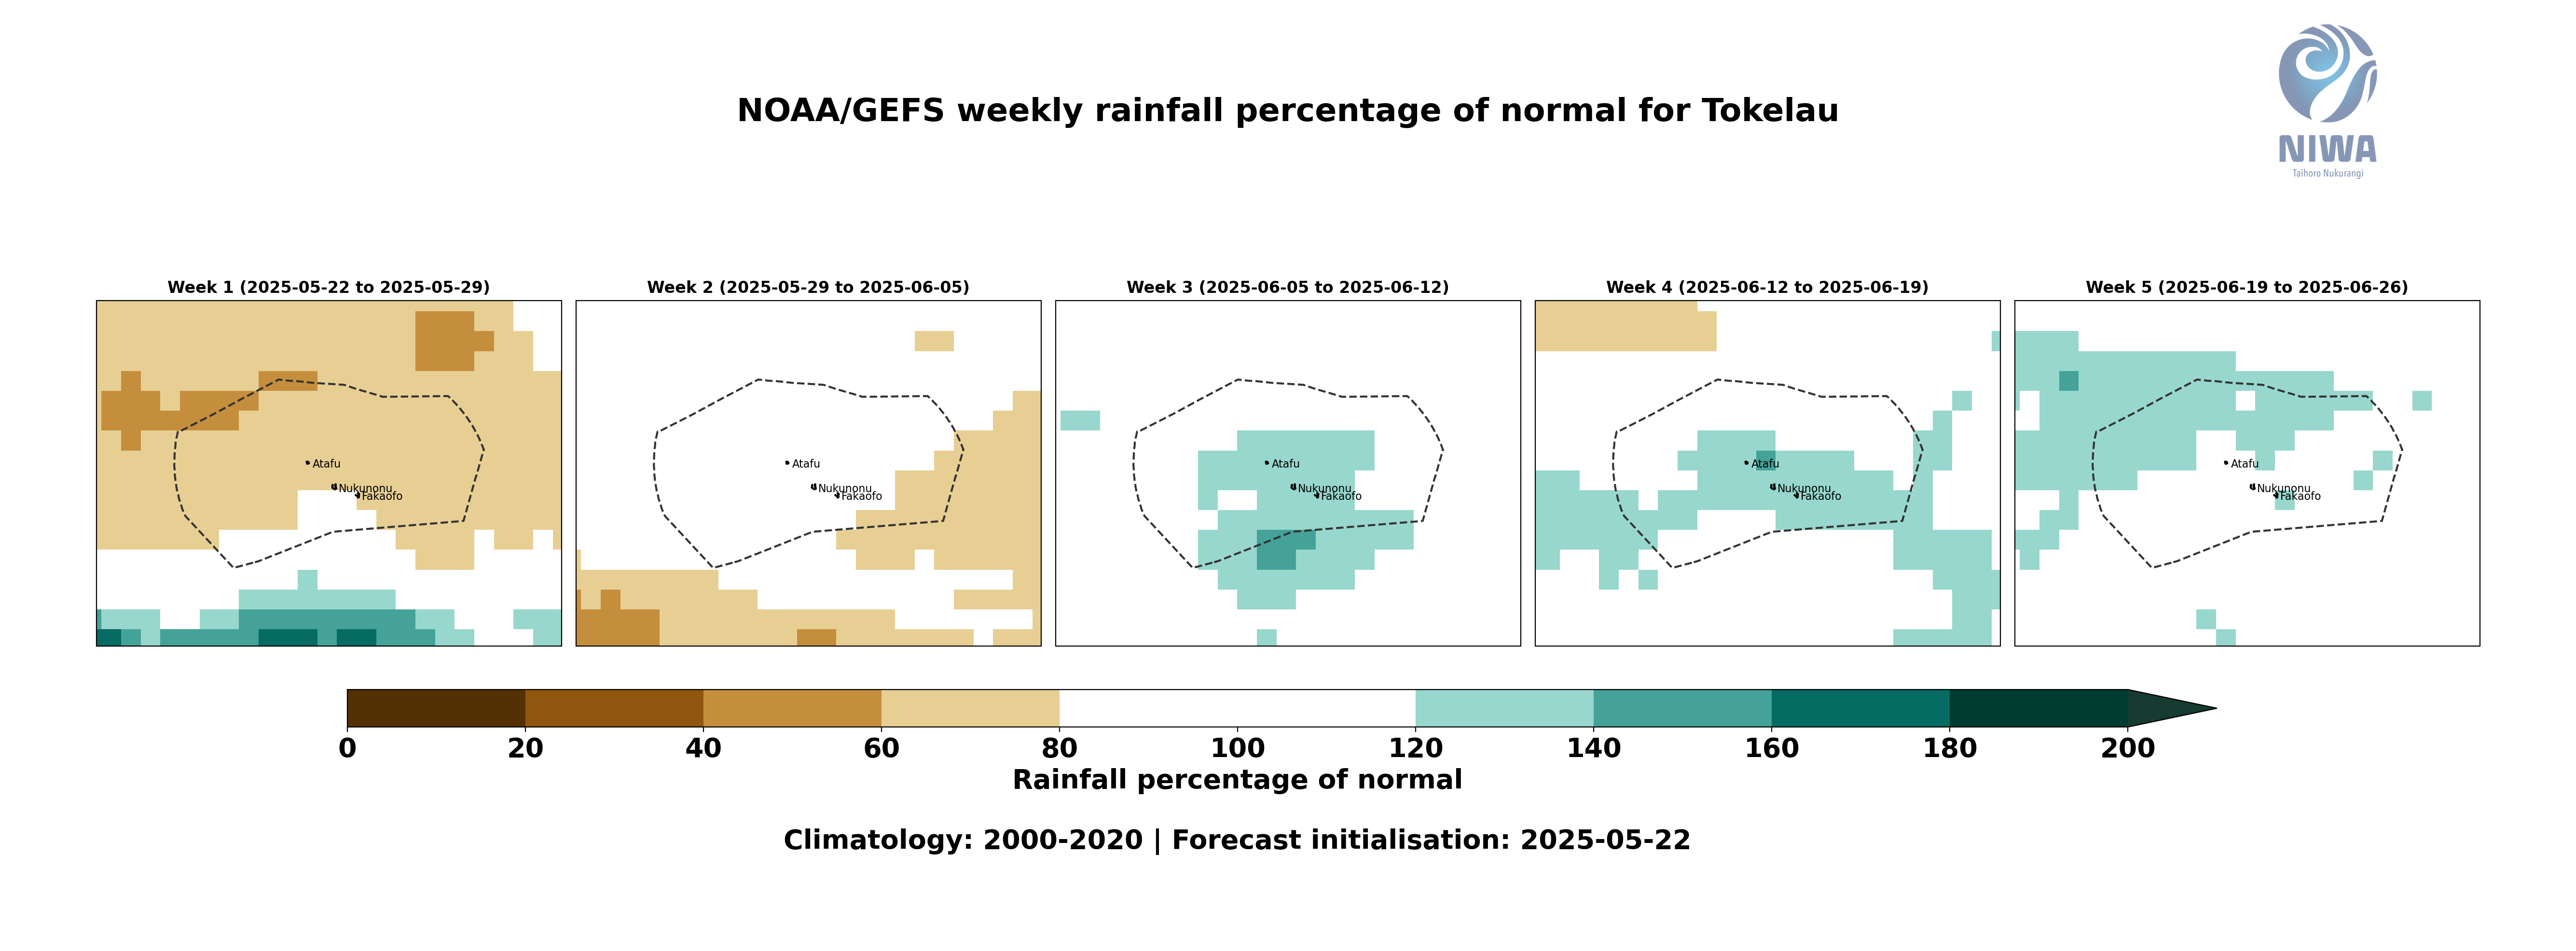 NOAA/GEFS weekly rainfall percentage of normal for Tokelau
NIWA
Taihoro Nukurangi
Week 1 (2025-05-22 to 2025-05-29)
Week 2 (2025-05-29 to 2025-06-05)
Week 3 (2025-06-05 to 2025-06-12)
Week 4 (2025-06-12 to 2025-06-19)
Week 5 (2025-06-19 to 2025-06-26)
Atafu
Nukunonu
Fakaofo
Atafu
Nukunonu
Fakaofo
Atafu
Nukunonu
Fakaofo
Atafu
Nukunonu
Fakaofo
Atafu
Nukunonu
Fakaofo
0 20 40 60 80 100 120 140 160 180 200
Rainfall percentage of normal
Climatology: 2000-2020 | Forecast initialisation: 2025-05-22